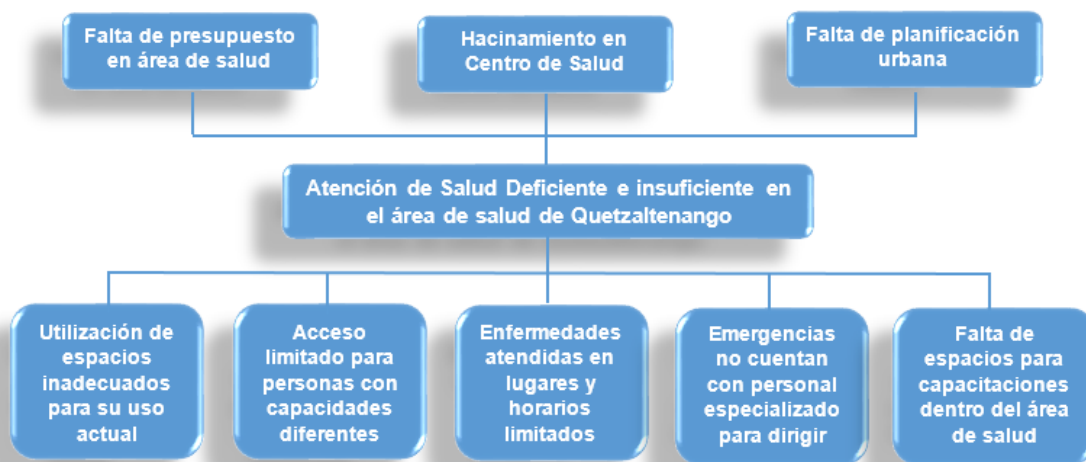 Falta de presupuesto
en área de salud
Hacinamiento en
Centro de Salud
Falta de planificación
urbana
Atención de Salud Deficiente e insuficiente en
el área de salud de Quetzaltenango
Utilización de
espacios
inadecuados
para su uso
actual
Acceso
limitado para
personas con
capacidades
diferentes
Enfermedades
atendidas en
lugares y
horarios
limitados
Emergencias
no cuentan
con personal
especializado
para dirigir
Falta de
espacios para
capacitaciones
dentro del área
de salud